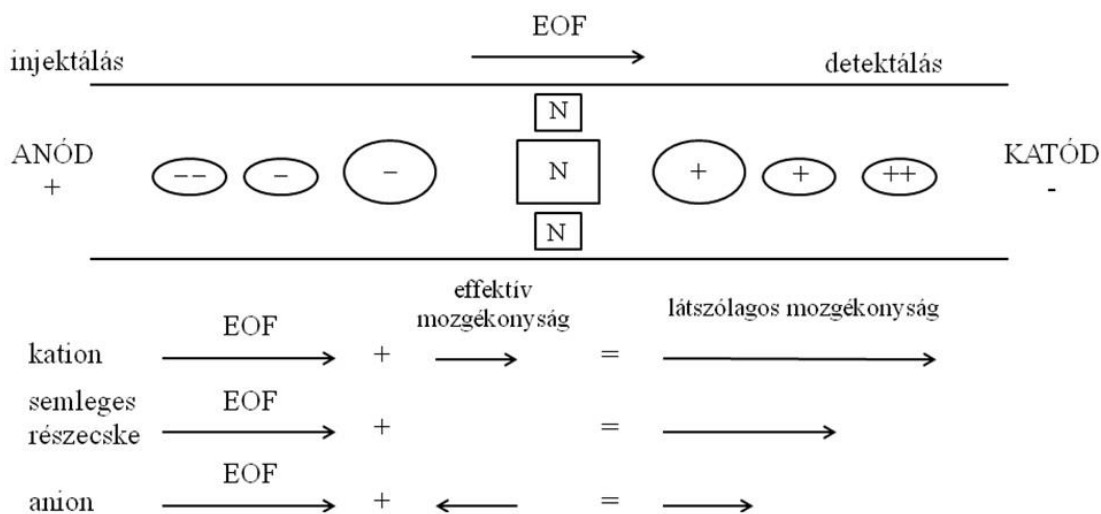 EOF
injektálás
detektálás
N
ANÓD
+
--
-
-
N
+
+
++
KATÓD
-
N
effektív
mozgékonyság
látszólagos mozgékonyság
EOF
kation
+
=
semleges
részecske
EOF
+
=
EOF
anion
+
=